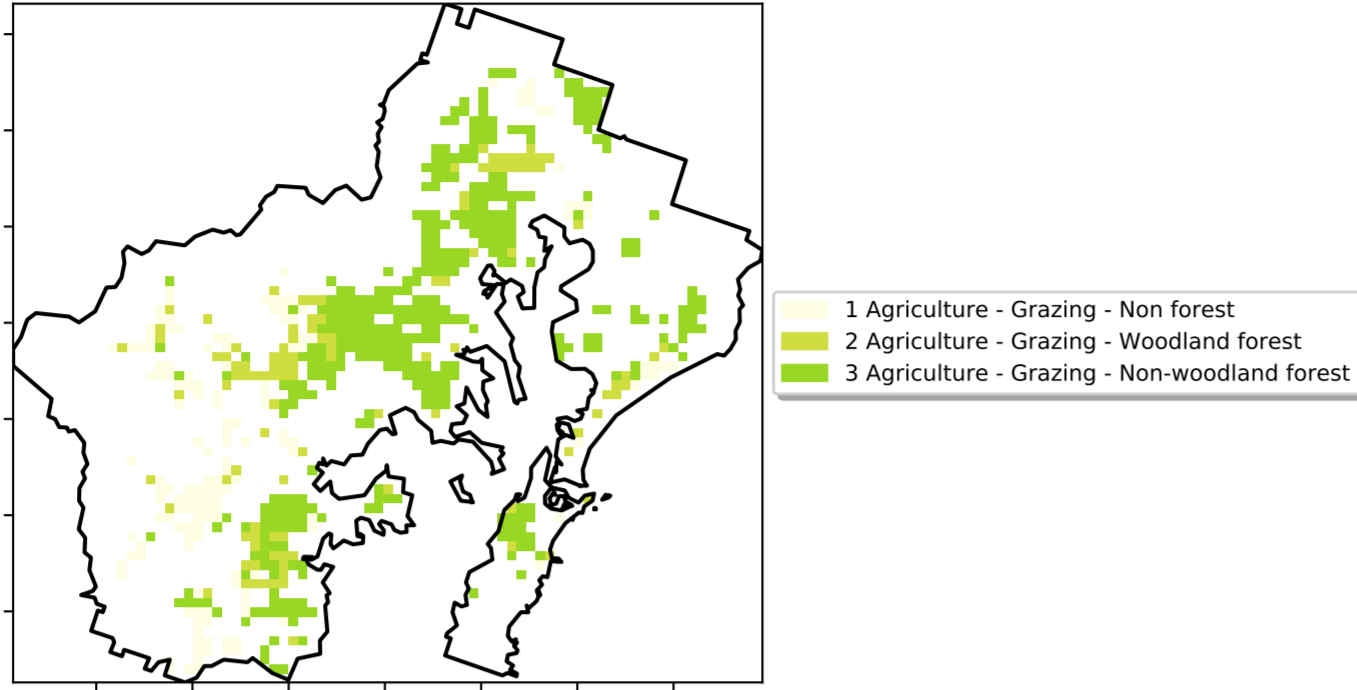 1 Agriculture - Grazing - Non forest
2 Agriculture - Grazing - Woodland forest
3 Agriculture - Grazing - Non-woodland forest